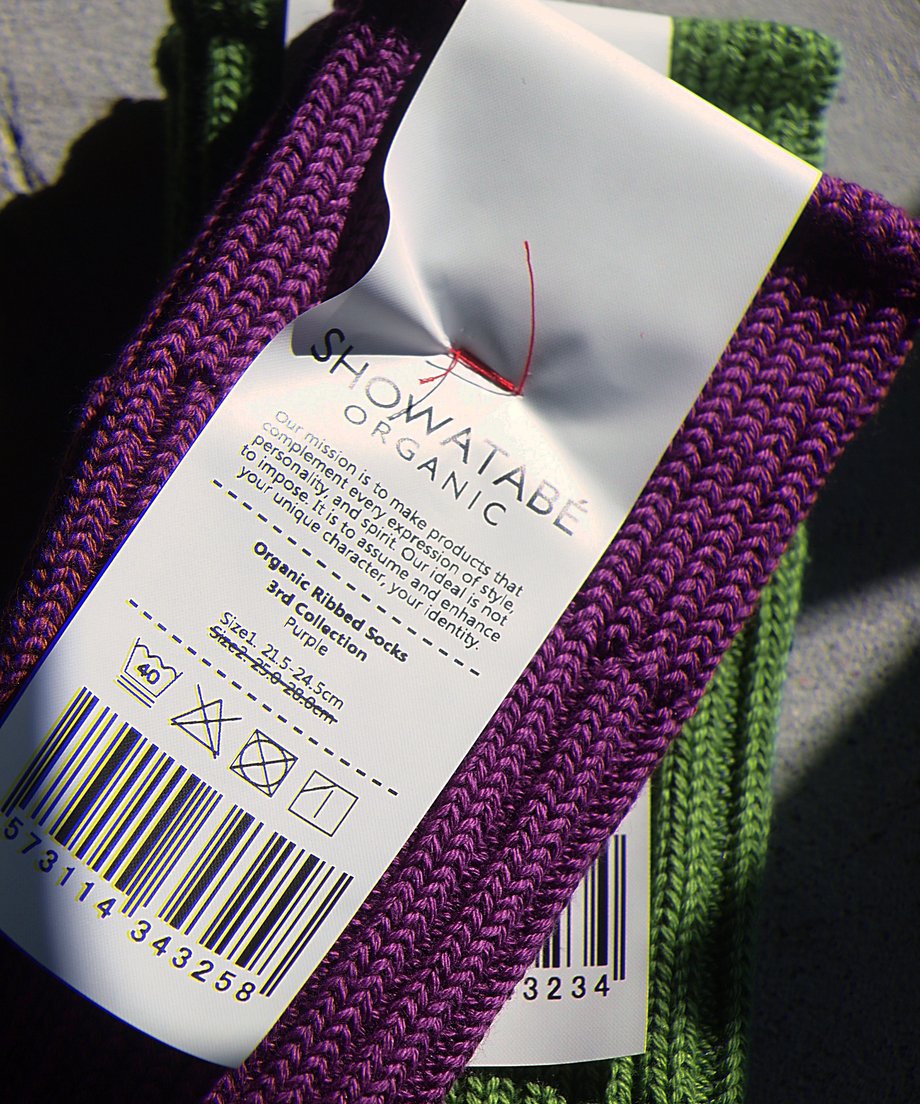 SHOWATABÉ
ORGANIC
Our mission is to make products that
complement every expression of style,
personality, and spirit. Our ideal is not
to impose. It is to assume and enhance
your unique character, your identity.
Organic Ribbed Socks
3rd Collection
Purple
Size1. 21.5-24.5cm
Size2. 25.0-28.0cm
40
573114 343258
3234